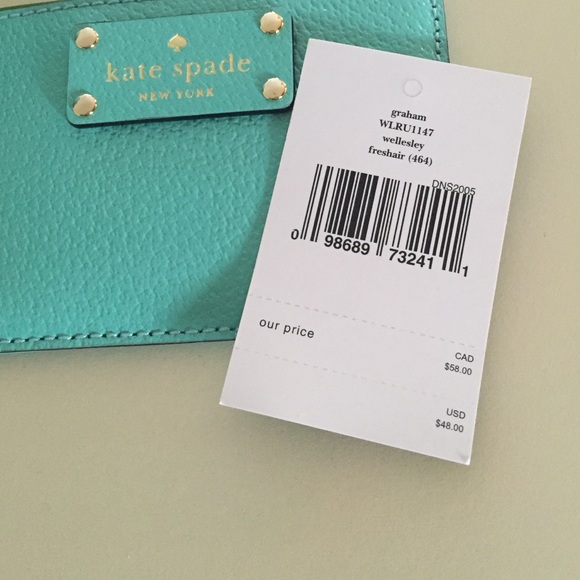 kate spade
NEW YORK
graham
WLRU1147
wellesley
freshair (464)
DNS2005
0 98689 73241 1
our price
CAD
$58.00
USD
$48.00